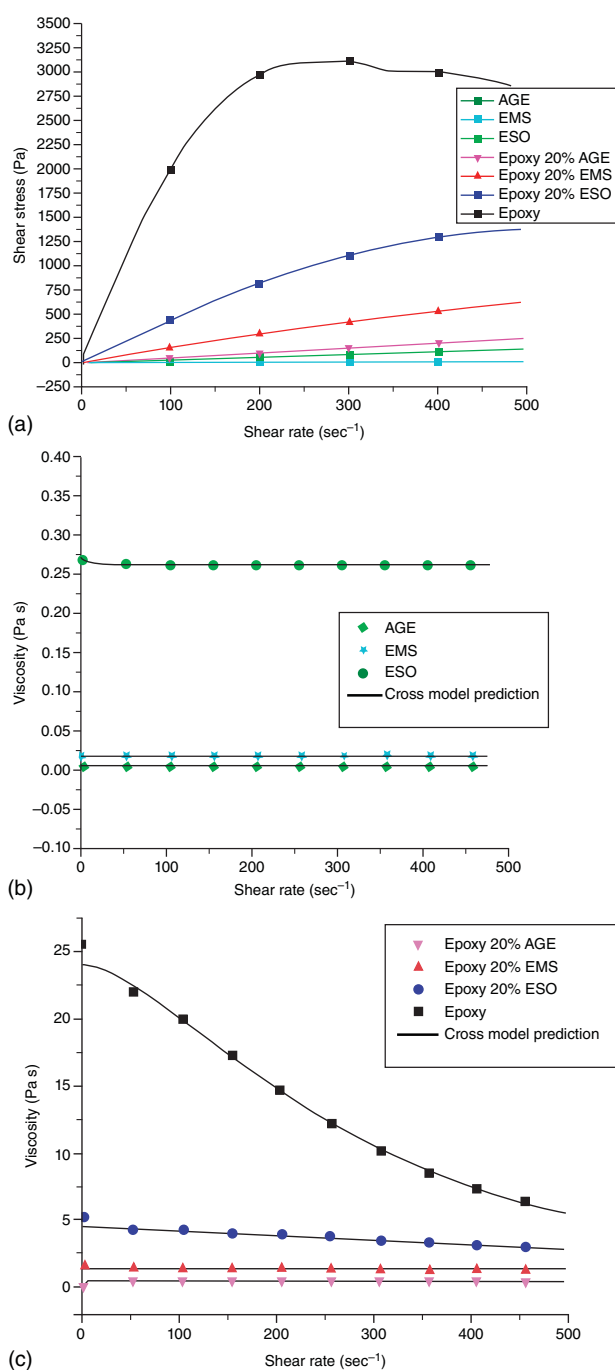 3500
3250
3000
2750
2500
2250
2000
1750
1500
1250
1000
750
500
250
0
−250
Shear stress (Pa)
AGE
EMS
ESO
Epoxy 20% AGE
Epoxy 20% EMS
Epoxy 20% ESO
Epoxy
0 100 200 300 400 500
Shear rate (sec−1)
(a)
0.40
0.35
0.30
0.25
0.20
0.15
0.10
0.05
0.00
−0.05
−0.10
Viscosity (Pa s)
AGE
EMS
ESO
Cross model prediction
0 100 200 300 400 500
Shear rate (sec−1)
(b)
25
20
15
10
5
0
Viscosity (Pa s)
Epoxy 20% AGE
Epoxy 20% EMS
Epoxy 20% ESO
Epoxy
Cross model prediction
0 100 200 300 400 500
Shear rate (sec−1)
(c)